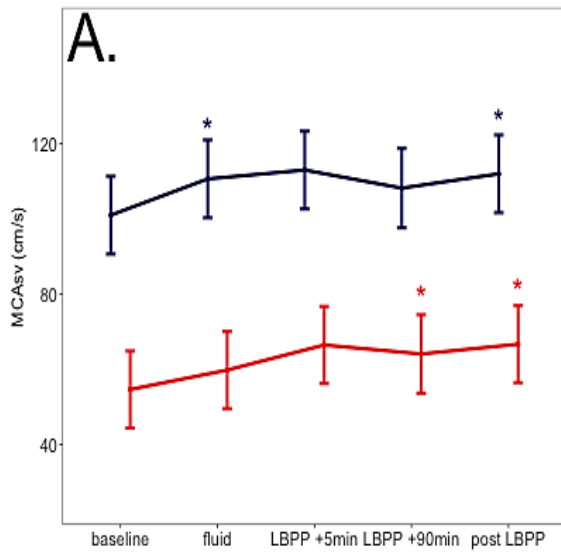 A.
*
*
120
MCAsv (cm/s)
80
*
*
40
baseline fluid LBPP +5min LBPP +90min post LBPP